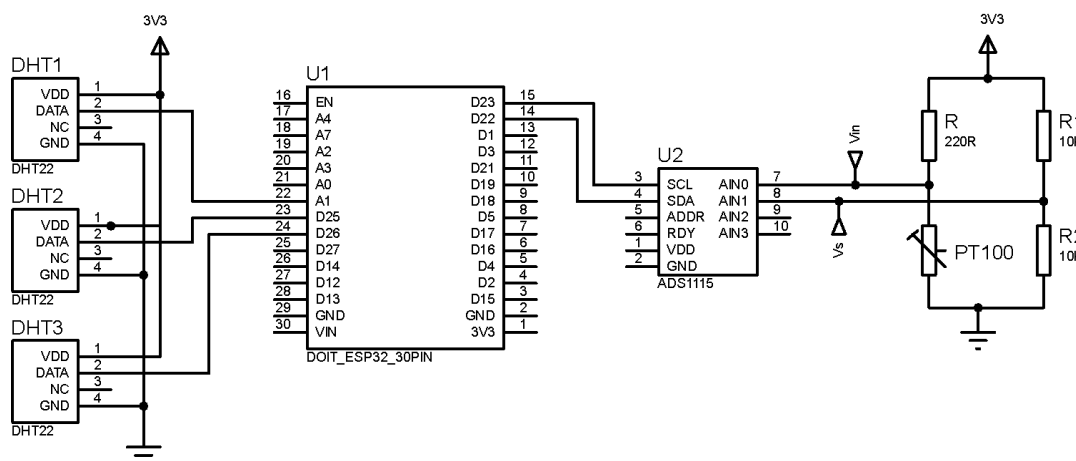 3V3
DHT1
VDD 1
DATA 2
NC 3
GND 4
DHT22
DHT2
VDD 1
DATA 2
NC 3
GND 4
DHT22
DHT3
VDD 1
DATA 2
NC 3
GND 4
DHT22
U1
16 EN D23 15
17 A4 D22 14
18 A7 D1 13
19 A2 D3 12
20 A3 D21 11
21 A0 D19 10
22 A1 D18 9
23 D25 D5 8
24 D26 D17 7
25 D27 D16 6
26 D14 D4 5
27 D12 D2 4
28 D13 D15 3
29 GND GND 2
30 VIN 3V3 1
DOIT_ESP32_30PIN
U2
3 SCL AIN0 7
4 SDA AIN1 8
5 ADDR AIN2 9
6 RDY AIN3 10
1 VDD
2 GND
ADS1115
Vin
Vs
3V3
R
220R
PT100
R1
R2